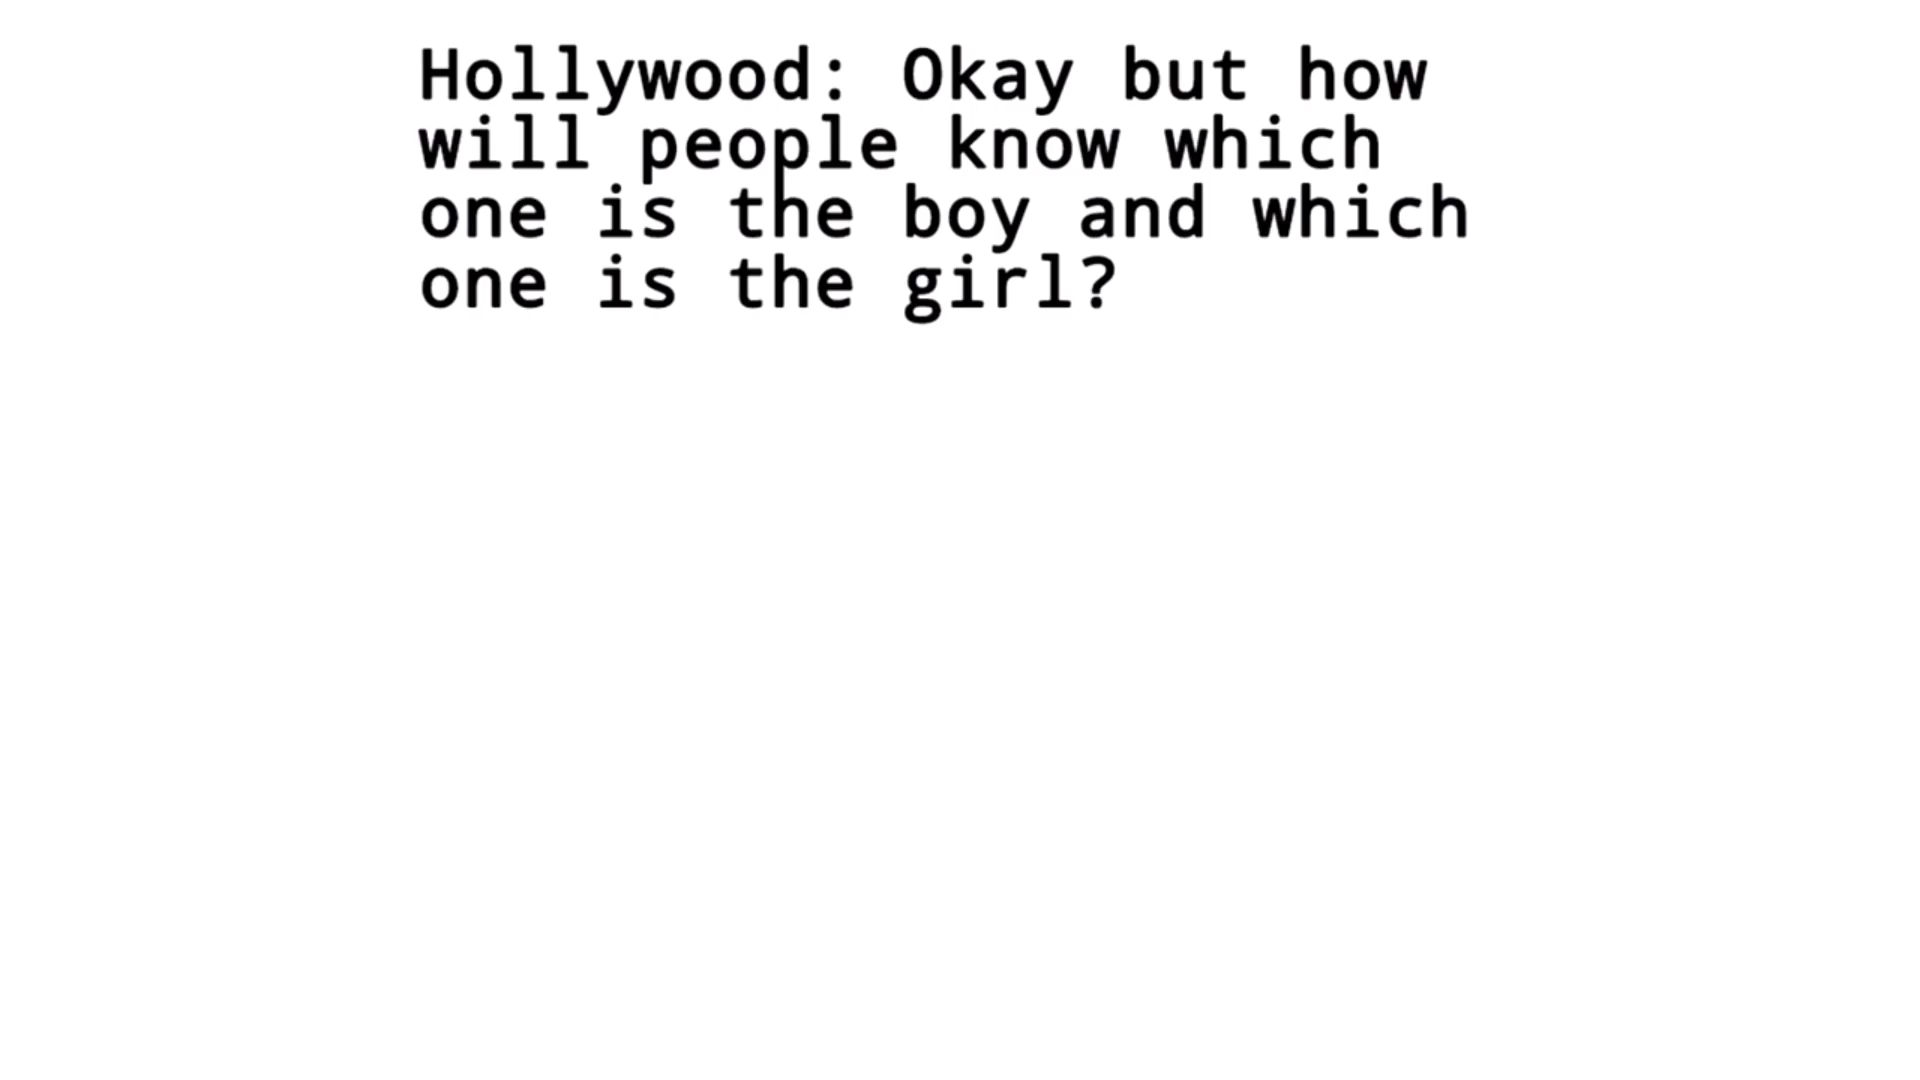 Hollywood: Okay but how
will people know which
one is the boy and which
one is the girl?